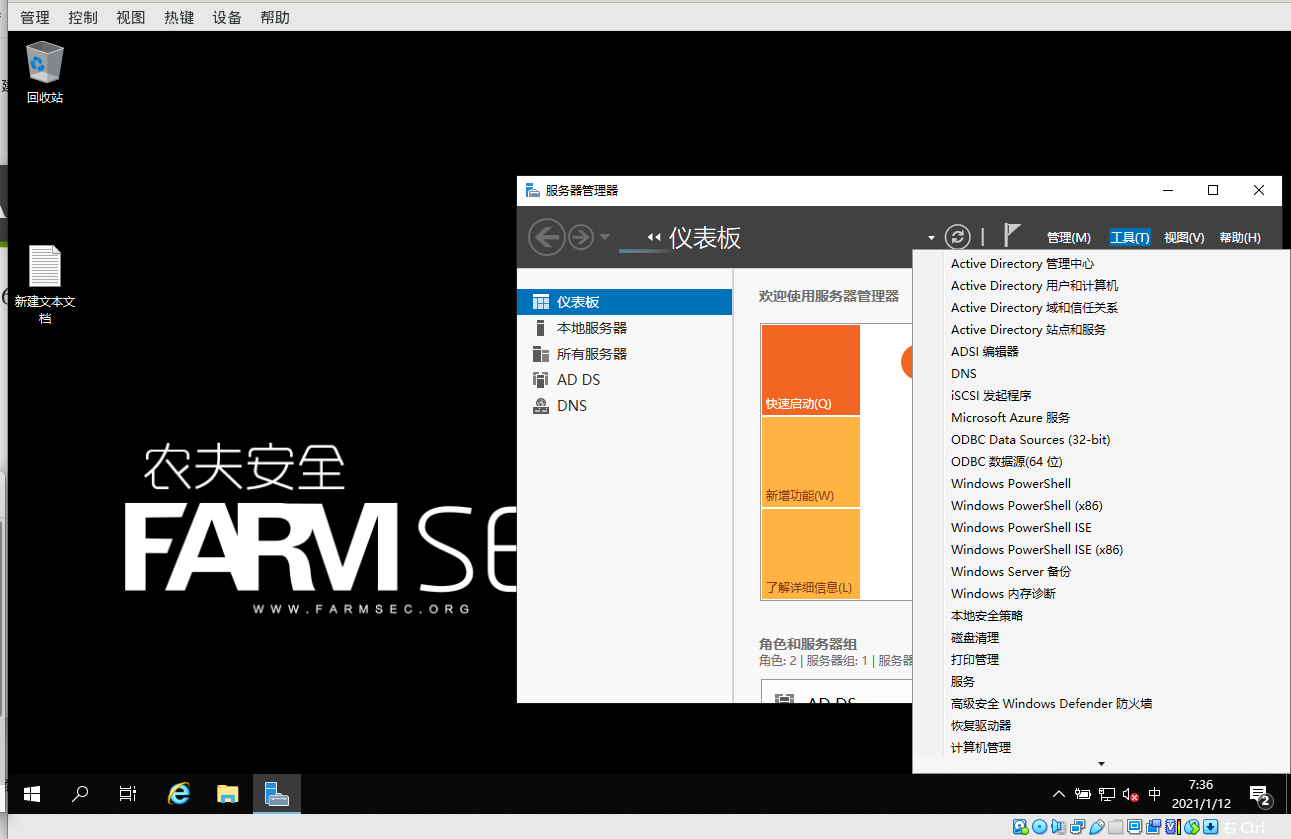 管理 控制 视图 热键 设备 帮助
回收站
新建文本文
档
农夫安全
FARMSE
WWW.FARMSEC.ORG
服务器管理器
仪表板
管理(M) 工具(T) 视图(V) 帮助(H)
仪表板
本地服务器
所有服务器
AD DS
DNS
欢迎使用服务器管理器
快速启动(Q)
新增功能(W)
了解详细信息(L)
角色和服务器组
角色: 2 | 服务器组: 1 | 服务器
AD DS
Active Directory 管理中心
Active Directory 用户和计算机
Active Directory 域和信任关系
Active Directory 站点和服务
ADSI 编辑器
DNS
iSCSI 发起程序
Microsoft Azure 服务
ODBC Data Sources (32-bit)
ODBC 数据源(64 位)
Windows PowerShell
Windows PowerShell (x86)
Windows PowerShell ISE
Windows PowerShell ISE (x86)
Windows Server 备份
Windows 内存诊断
本地安全策略
磁盘清理
打印管理
服务
高级安全 Windows Defender 防火墙
恢复驱动器
计算机管理
中
7:36
2021/1/12
2
右 Ctrl